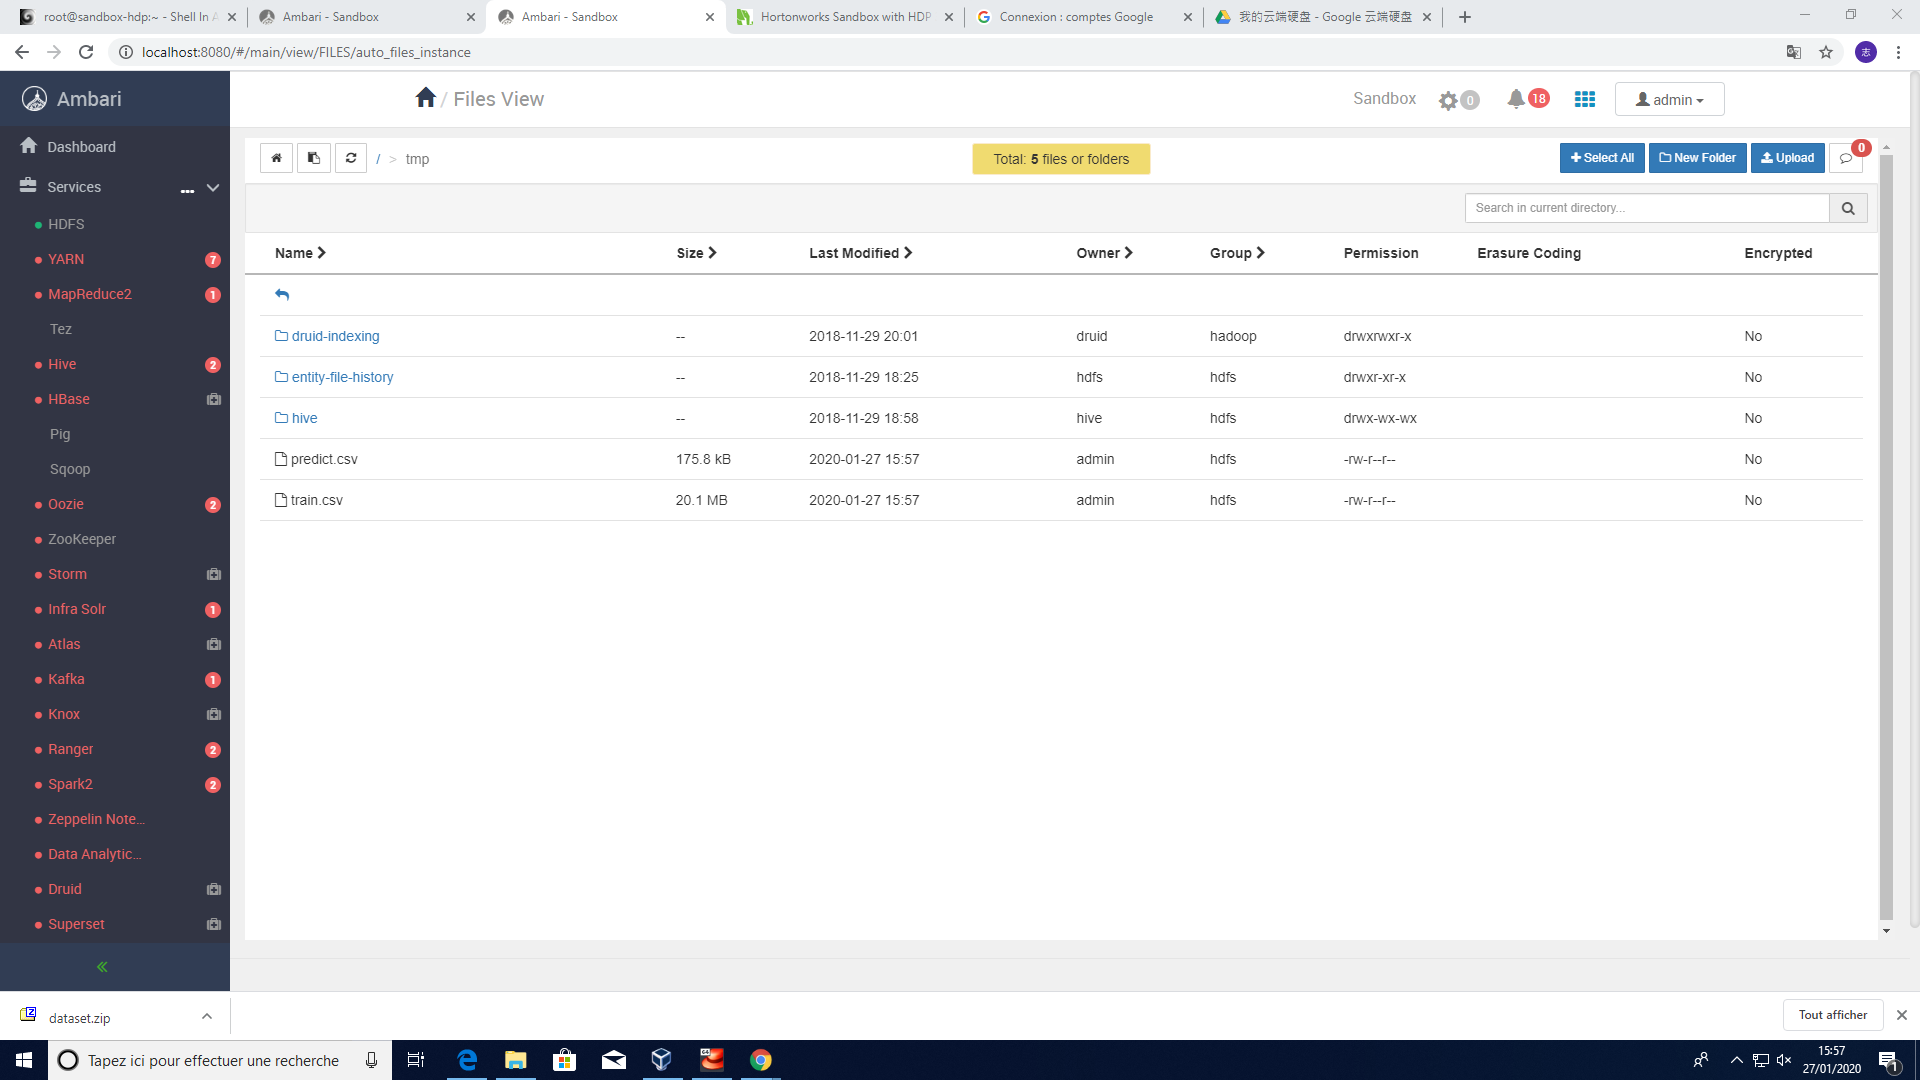 root@sandbox-hdp:~ - Shell In A
Ambari - Sandbox
Ambari - Sandbox
Hortonworks Sandbox with HDP
Connexion : comptes Google
我的云端硬盘 - Google 云端硬盘
localhost:8080/#/main/view/FILES/auto_files_instance
志
Ambari
/ Files View
Sandbox
0
18
admin
Dashboard
Services
...
HDFS
YARN 7
MapReduce2 1
Tez
Hive 2
HBase
Pig
Sqoop
Oozie 2
ZooKeeper
Storm
Infra Solr 1
Atlas
Kafka 1
Knox
Ranger 2
Spark2 2
Zeppelin Note...
Data Analytic...
Druid
Superset
/ > tmp
Total: 5 files or folders
Select All
New Folder
Upload
0
Search in current directory...
Name Size Last Modified Owner Group Permission Erasure Coding Encrypted
druid-indexing -- 2018-11-29 20:01 druid hadoop drwxrwxr-x No
entity-file-history -- 2018-11-29 18:25 hdfs hdfs drwxr-xr-x No
hive -- 2018-11-29 18:58 hive hdfs drwx-wx-wx No
predict.csv 175.8 kB 2020-01-27 15:57 admin hdfs -rw-r--r-- No
train.csv 20.1 MB 2020-01-27 15:57 admin hdfs -rw-r--r-- No
dataset.zip
Tout afficher
Tapez ici pour effectuer une recherche
15:57
27/01/2020
1